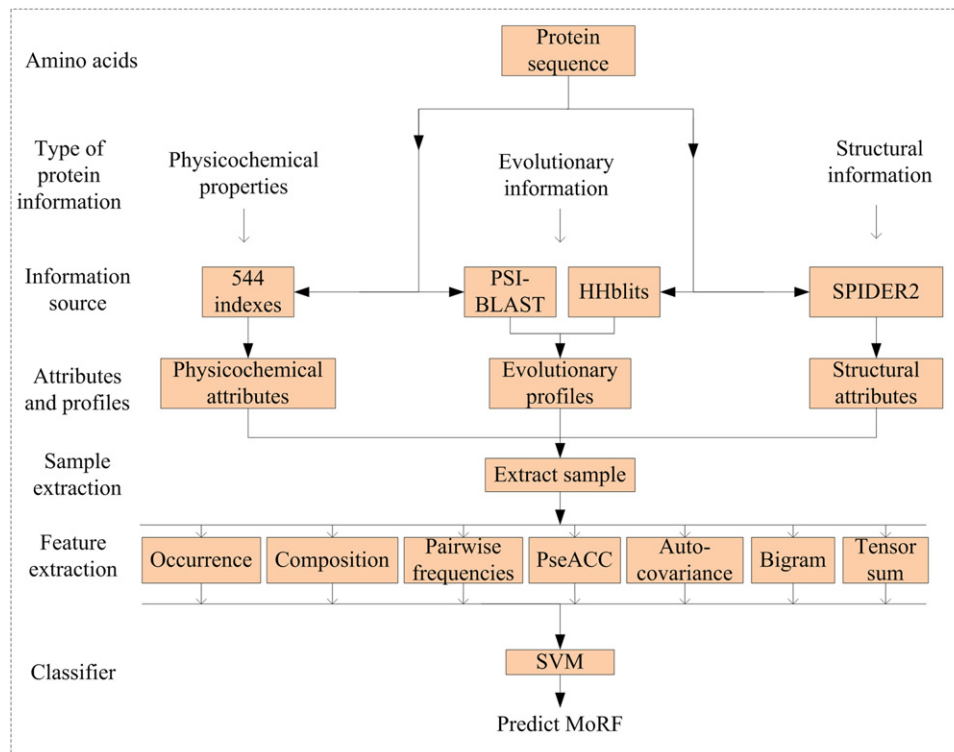 Amino acids
Protein
sequence
Type of
protein
information
Physicochemical
properties
Evolutionary
information
Structural
information
Information
source
544
indexes
PSI-
BLAST
HHblits
SPIDER2
Attributes
and profiles
Physicochemical
attributes
Evolutionary
profiles
Structural
attributes
Sample
extraction
Extract sample
Feature
extraction
Occurrence
Composition
Pairwise
frequencies
PseACC
Auto-
covariance
Bigram
Tensor
sum
Classifier
SVM
Predict MoRF